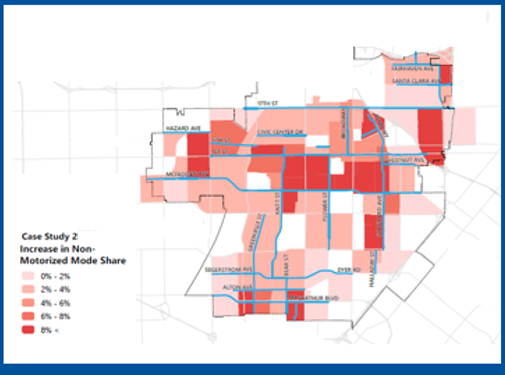 FAIRHAVEN AVE
SANTA CLARA AVE
17TH ST
HAZARD AVE
CIVIC CENTER DR
CHESTNUT AVE
FLOWER ST
SEGERSTROM AVE
DYER RD
ALTON AVE
MACARTHUR BLVD
Case Study 2
Increase in Non-
Motorized Mode Share
0% - 2%
2% - 4%
4% - 6%
6% - 8%
8% <